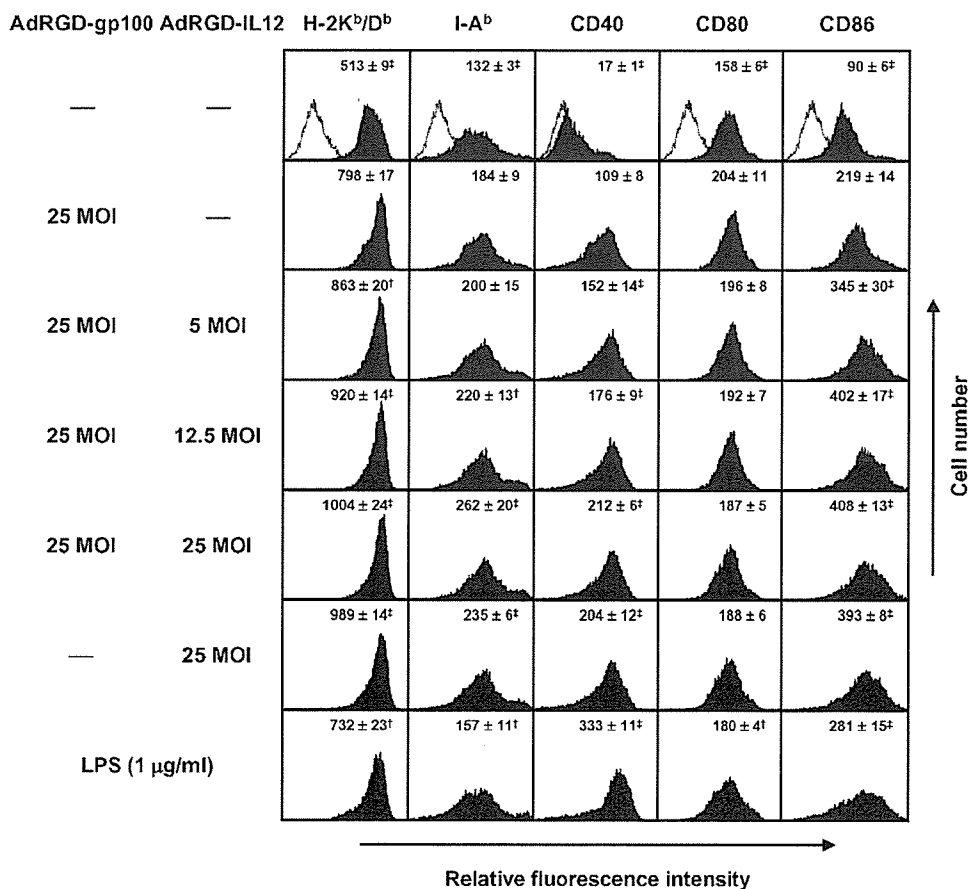 AdRGD-gp100 AdRGD-IL12 H-2Kᵇ/Dᵇ I-Aᵇ CD40 CD80 CD86
— — 513 ± 9‡ 132 ± 3‡ 17 ± 1‡ 158 ± 6‡ 90 ± 6‡
25 MOI — 798 ± 17 184 ± 9 109 ± 8 204 ± 11 219 ± 14
25 MOI 5 MOI 863 ± 20† 200 ± 15 152 ± 14‡ 196 ± 8 345 ± 30‡
25 MOI 12.5 MOI 920 ± 14‡ 220 ± 13† 176 ± 9‡ 192 ± 7 402 ± 17‡
25 MOI 25 MOI 1004 ± 24‡ 262 ± 20‡ 212 ± 6‡ 187 ± 5 408 ± 13‡
— 25 MOI 989 ± 14‡ 235 ± 6‡ 204 ± 12‡ 188 ± 6 393 ± 8‡
LPS (1 μg/ml) 732 ± 23† 157 ± 11† 333 ± 11‡ 180 ± 4† 281 ± 15‡
Cell number
Relative fluorescence intensity